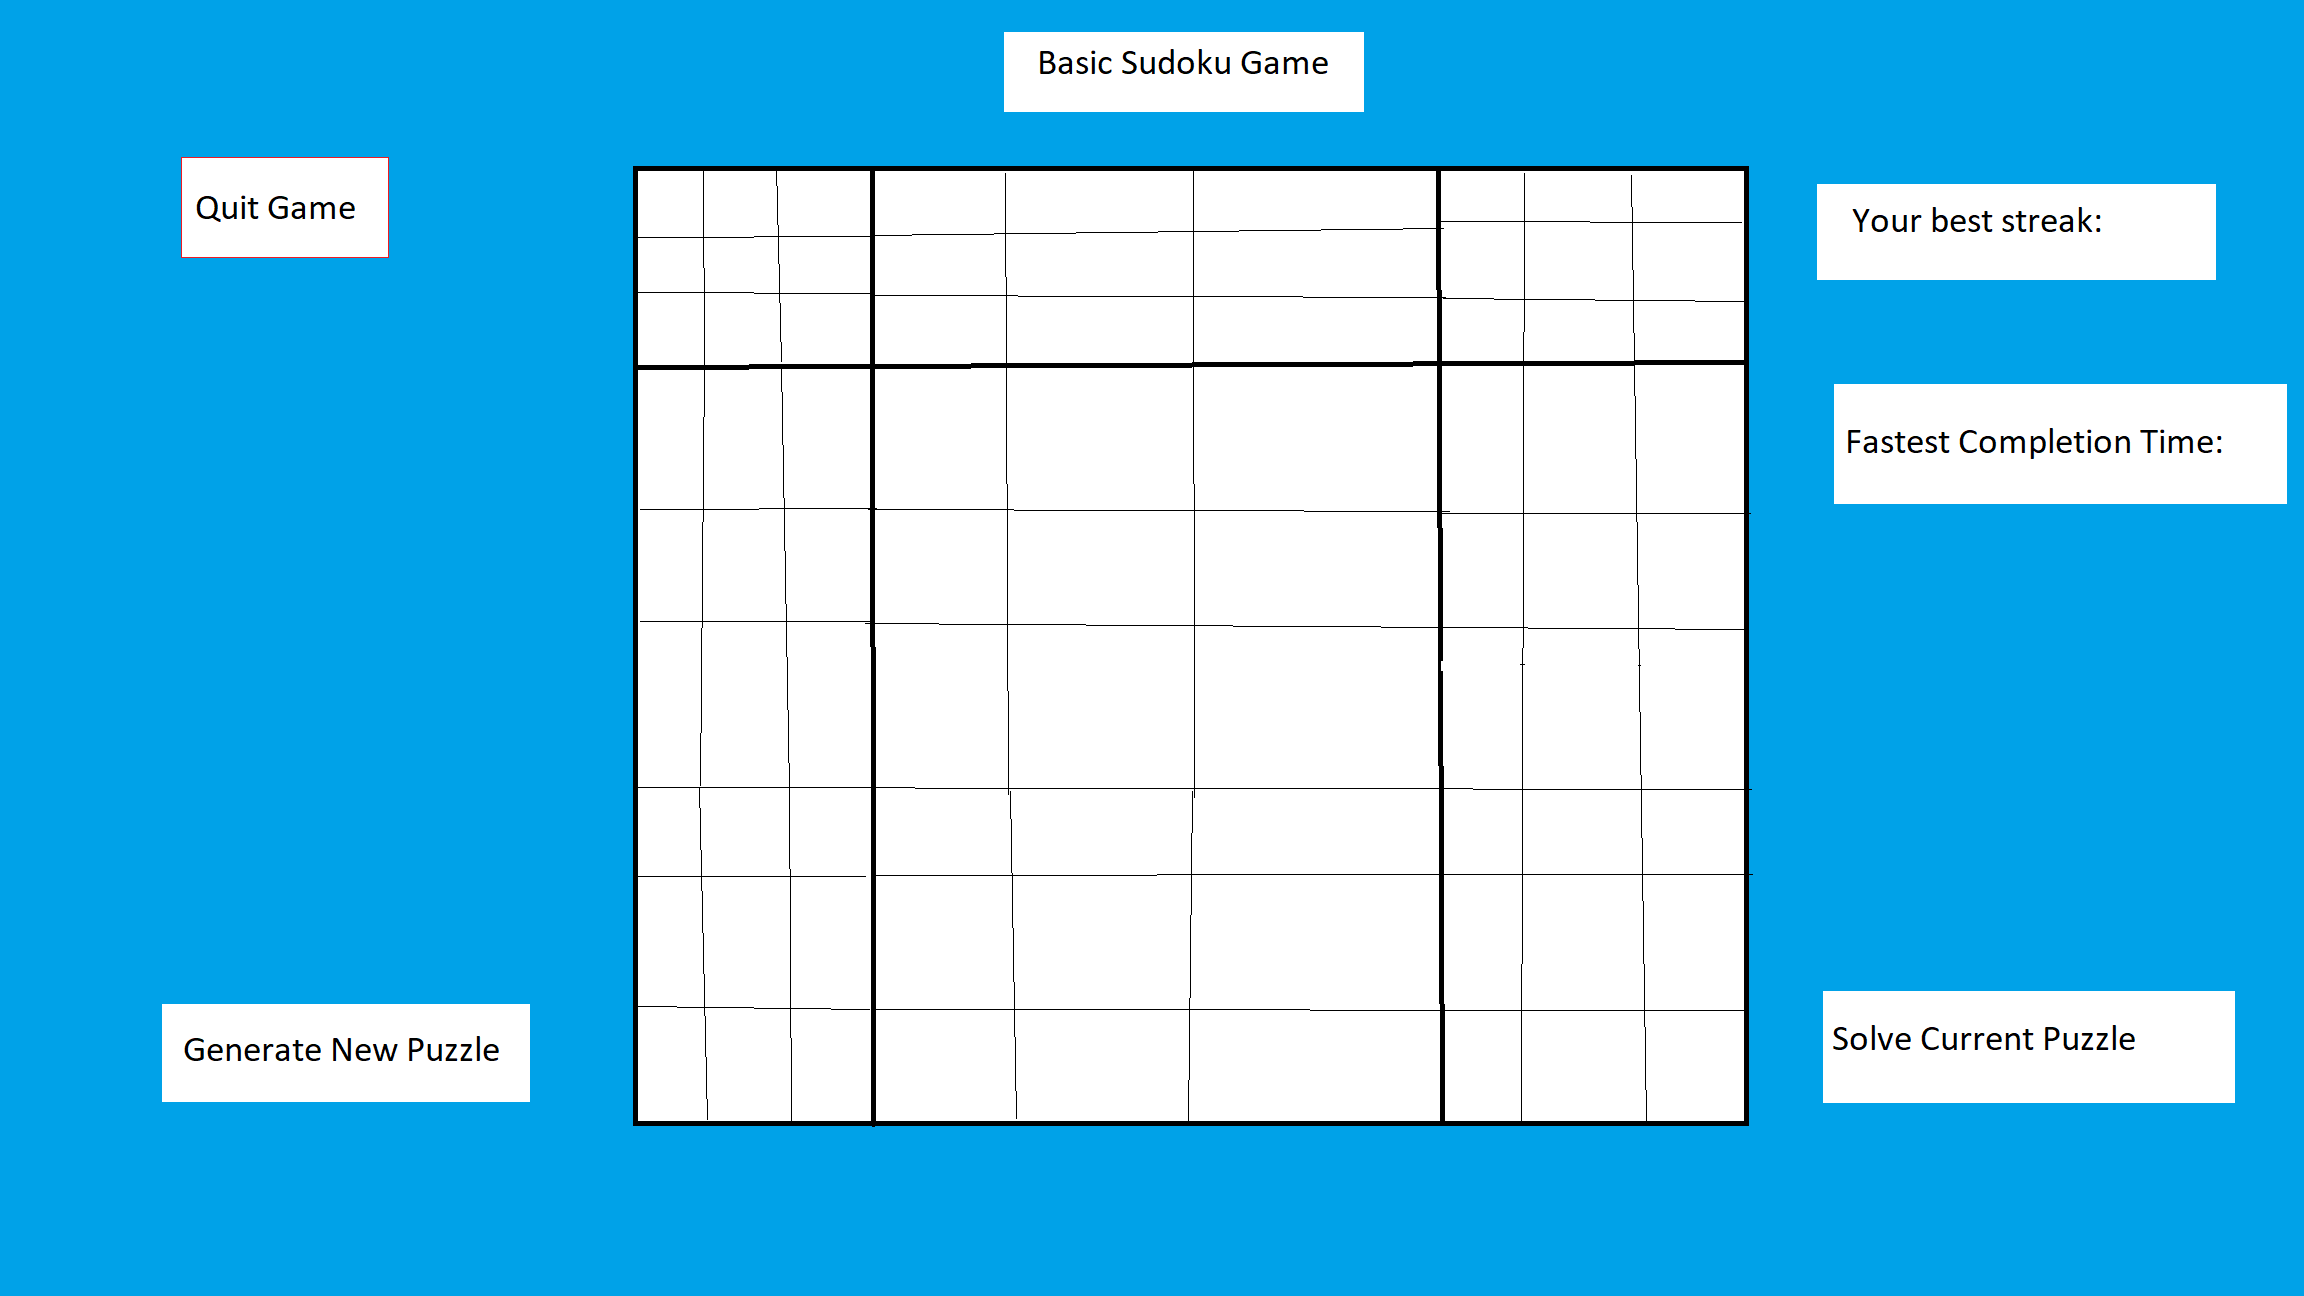 Basic Sudoku Game
Quit Game
Your best streak:
Fastest Completion Time:
Generate New Puzzle
Solve Current Puzzle